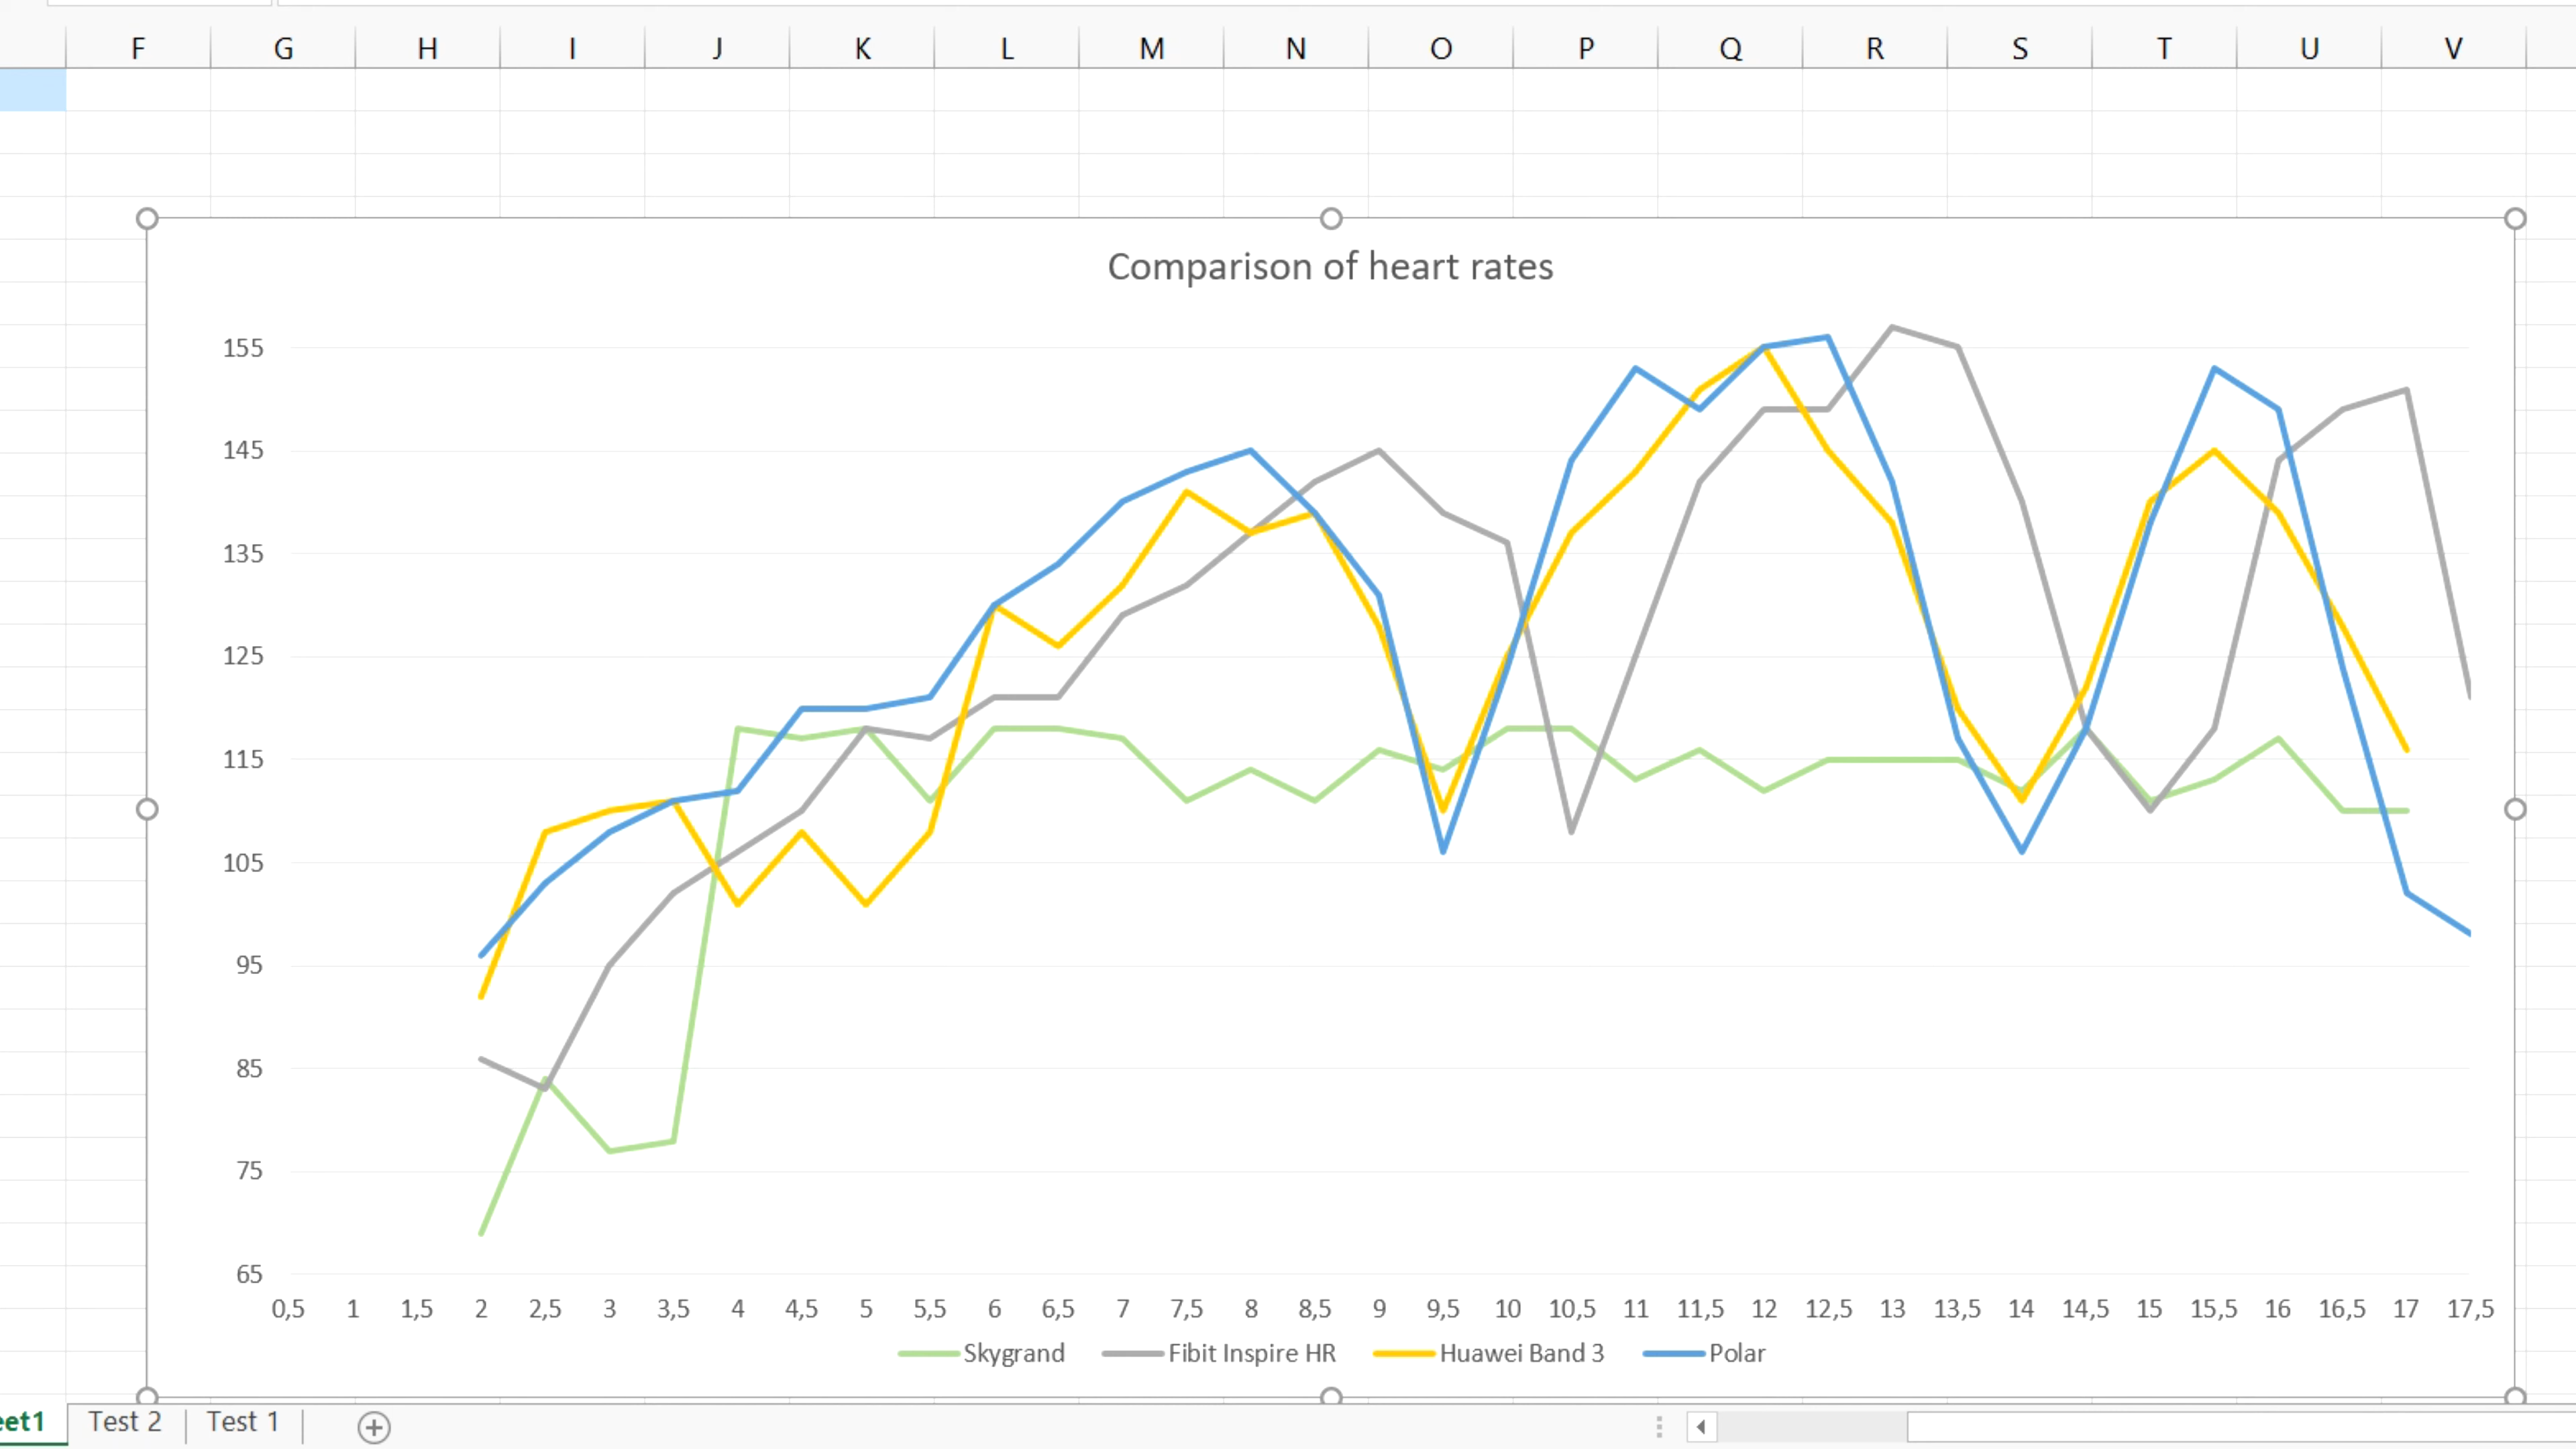 F G H I J K L M N O P Q R S T U V
Comparison of heart rates
155
145
135
125
115
105
95
85
75
65
0,5 1 1,5 2 2,5 3 3,5 4 4,5 5 5,5 6 6,5 7 7,5 8 8,5 9 9,5 10 10,5 11 11,5 12 12,5 13 13,5 14 14,5 15 15,5 16 16,5 17 17,5
Skygrand Fibit Inspire HR Huawei Band 3 Polar
eet1 Test 2 Test 1